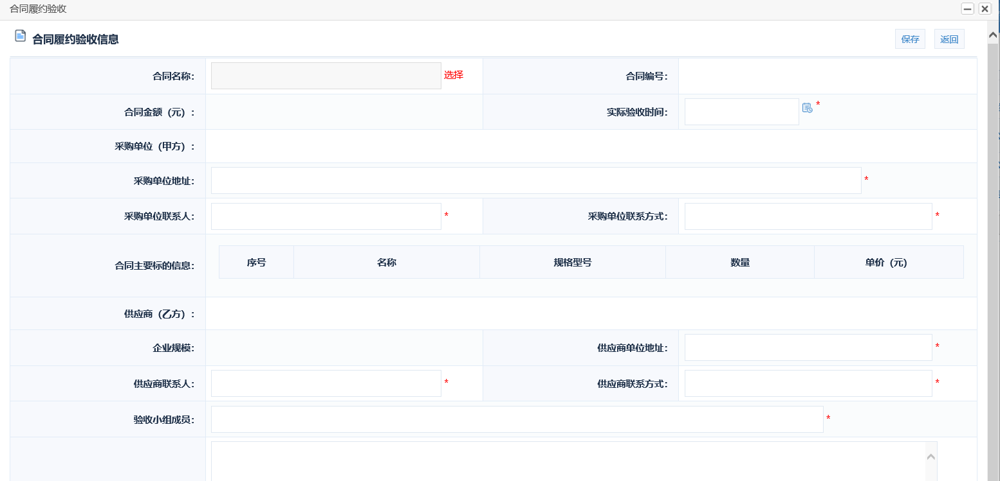 合同履约验收
合同履约验收信息
保存 返回
合同名称: 选择 合同编号:
合同金额（元）: 实际验收时间: *
采购单位（甲方）:
采购单位地址: *
采购单位联系人: * 采购单位联系方式: *
合同主要标的信息: 序号 名称 规格型号 数量 单价（元）
供应商（乙方）:
企业规模: 供应商单位地址: *
供应商联系人: * 供应商联系方式: *
验收小组成员: *